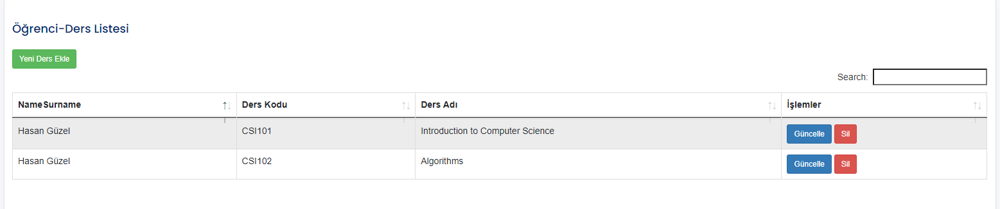 Öğrenci-Ders Listesi
Yeni Ders Ekle
Search:
NameSurname Ders Kodu Ders Adı İşlemler
Hasan Güzel CSI101 Introduction to Computer Science Güncelle Sil
Hasan Güzel CSI102 Algorithms Güncelle Sil